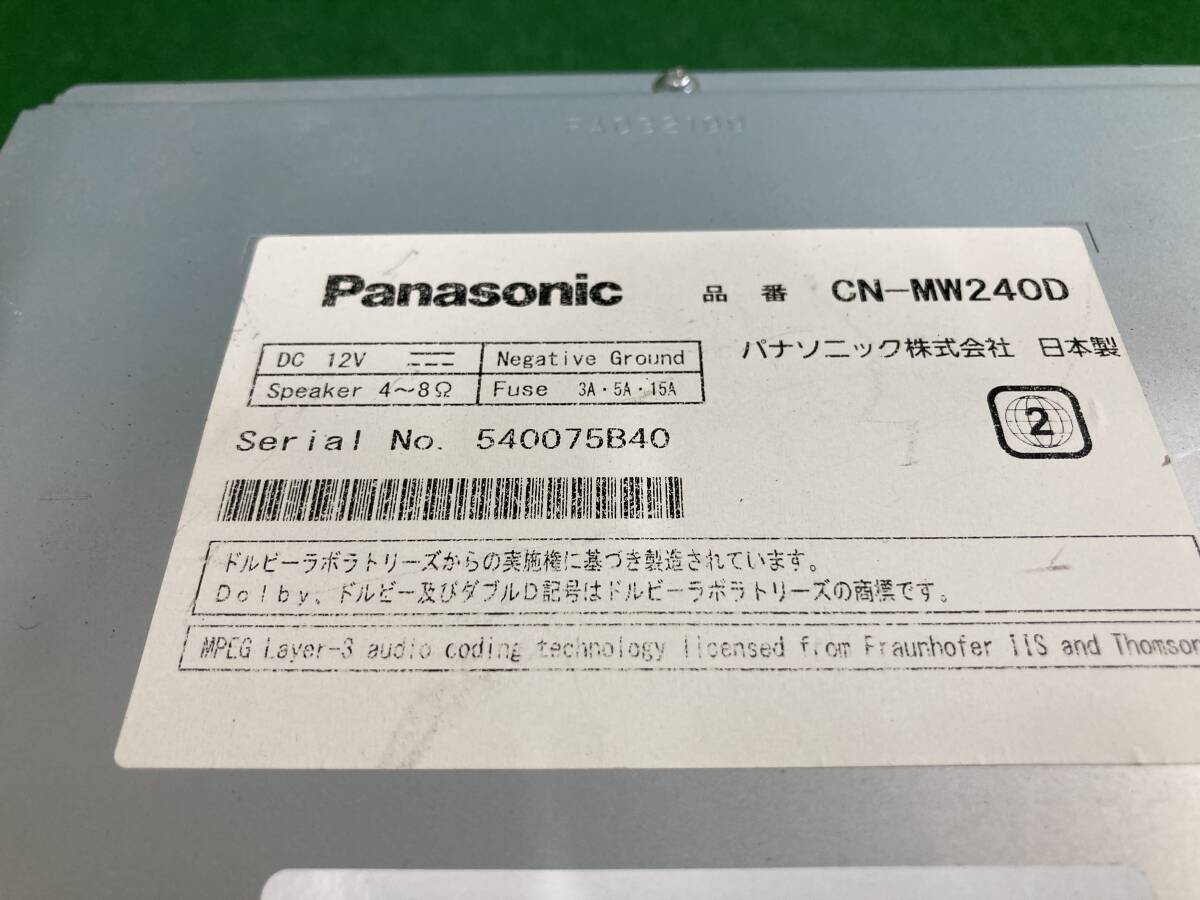 FA032100
Panasonic 品番 CN-MW240D
パナソニック株式会社 日本製
DC 12V Negative Ground
Speaker 4～8Ω Fuse 3A・5A・15A
2
Serial No. 540075B40
ドルビーラボラトリーズからの実施権に基づき製造されています。
Dolby、ドルビー及びダブルD記号はドルビーラボラトリーズの商標です。
MPEG Layer-3 audio coding technology licensed from Fraunhofer IIS and Thomson